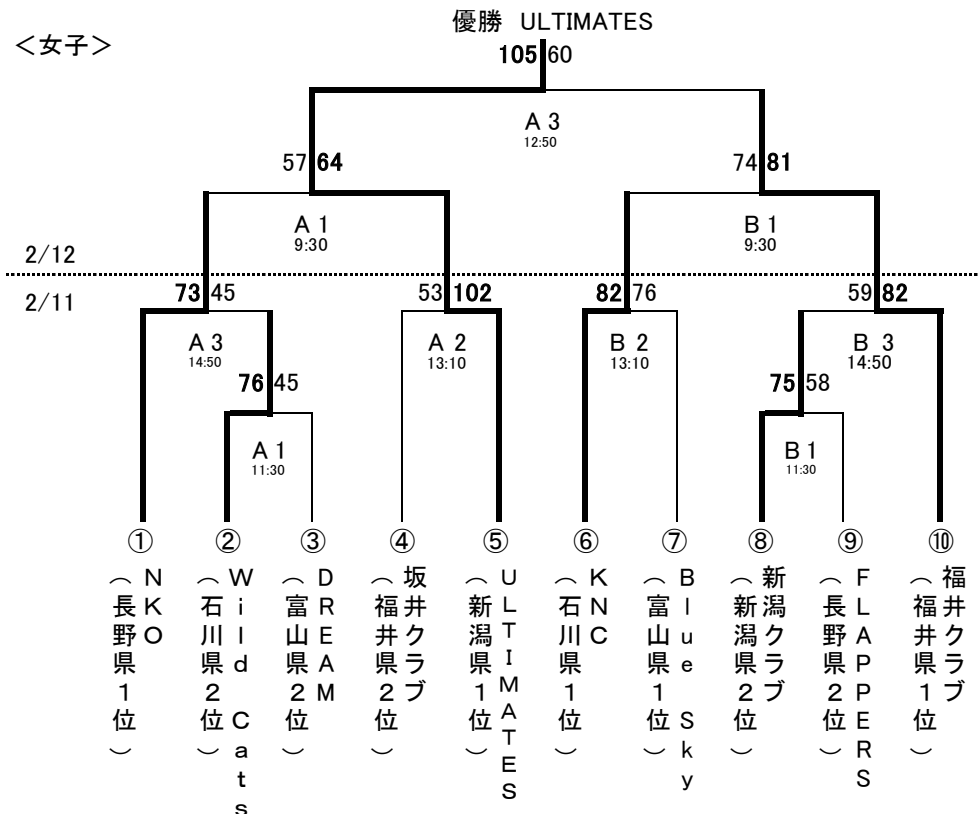 優勝 ULTIMATES
＜女子＞
105 60
A 3
12:50
57 64
74 81
A 1
9:30
B 1
9:30
2/12
2/11
73 45
53 102
82 76
59 82
A 3
14:50
A 2
13:10
B 2
13:10
B 3
14:50
76 45
75 58
A 1
11:30
B 1
11:30
① ② ③ ④ ⑤ ⑥ ⑦ ⑧ ⑨ ⑩
NKO
（長野県１位）
Wild Cats
（石川県２位）
DREAM
（富山県２位）
坂井クラブ
（福井県２位）
ULTIMATES
（新潟県１位）
KNC
（石川県１位）
Blue Sky
（富山県１位）
新潟クラブ
（新潟県２位）
FLAPPERS
（長野県２位）
福井クラブ
（福井県１位）